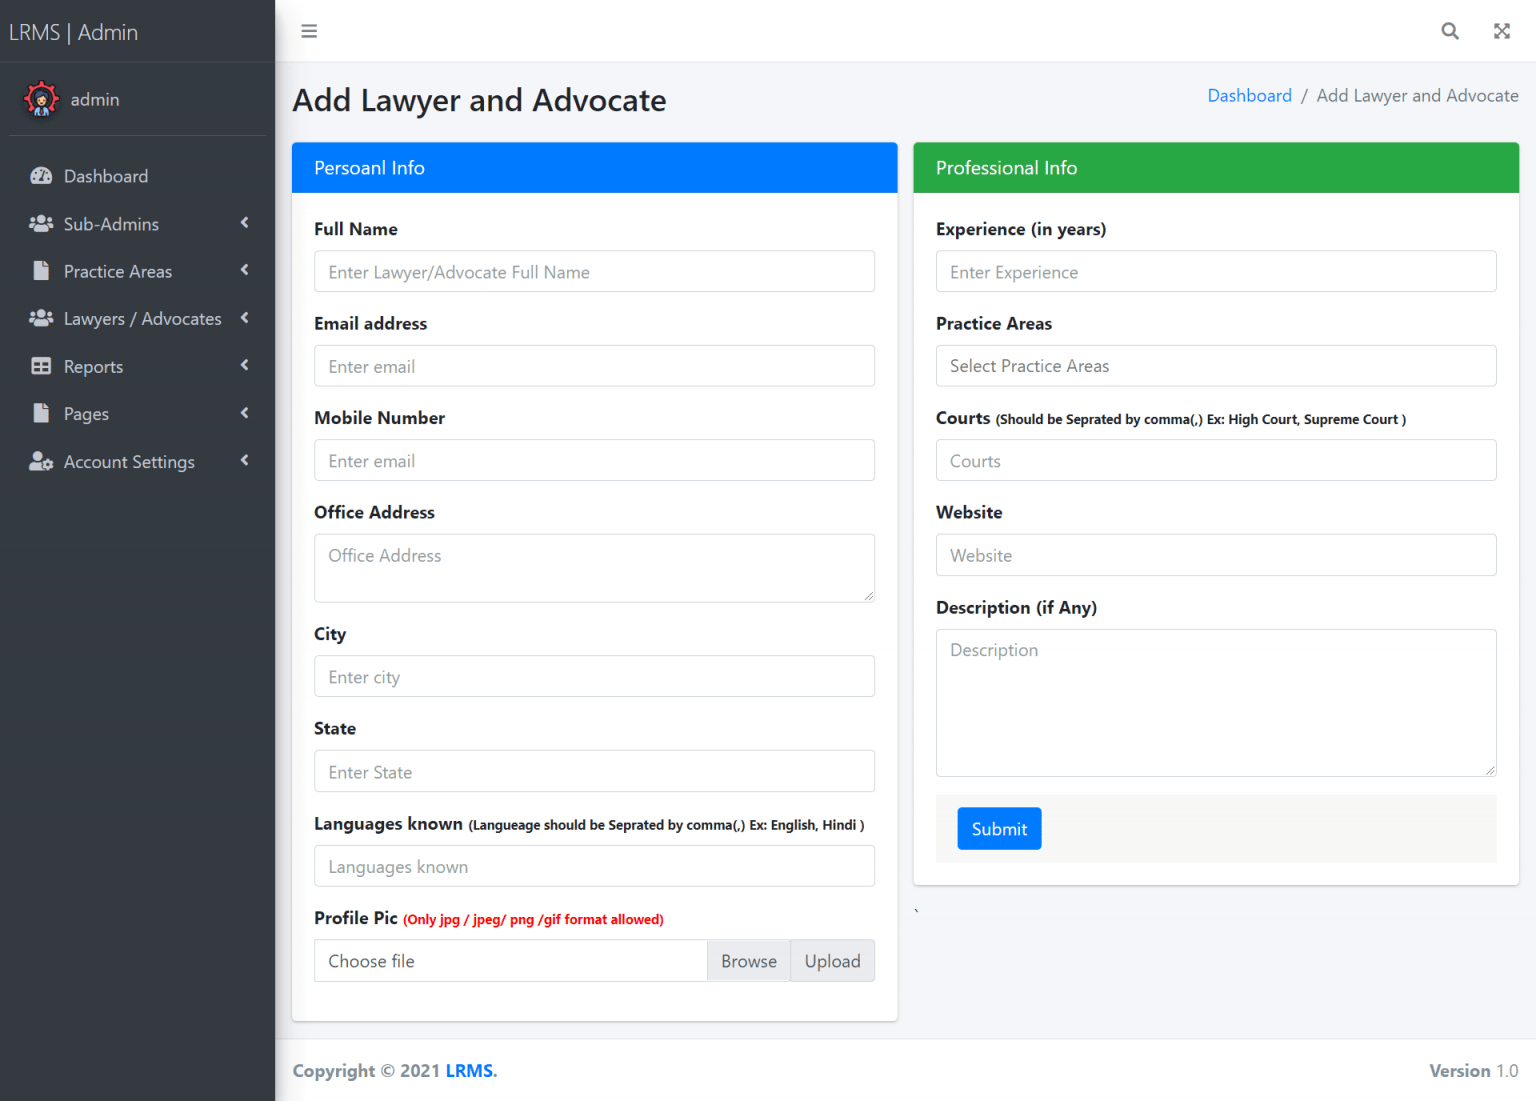 LRMS | Admin
admin
Dashboard
Sub-Admins
Practice Areas
Lawyers / Advocates
Reports
Pages
Account Settings
Add Lawyer and Advocate
Dashboard / Add Lawyer and Advocate
Persoanl Info
Full Name
Enter Lawyer/Advocate Full Name
Email address
Enter email
Mobile Number
Enter email
Office Address
Office Address
City
Enter city
State
Enter State
Languages known (Langueage should be Seprated by comma(,) Ex: English, Hindi )
Languages known
Profile Pic (Only jpg / jpeg/ png /gif format allowed)
Choose file Browse Upload
Professional Info
Experience (in years)
Enter Experience
Practice Areas
Select Practice Areas
Courts (Should be Seprated by comma(,) Ex: High Court, Supreme Court )
Courts
Website
Website
Description (if Any)
Description
Submit
`
Copyright © 2021 LRMS.
Version 1.0